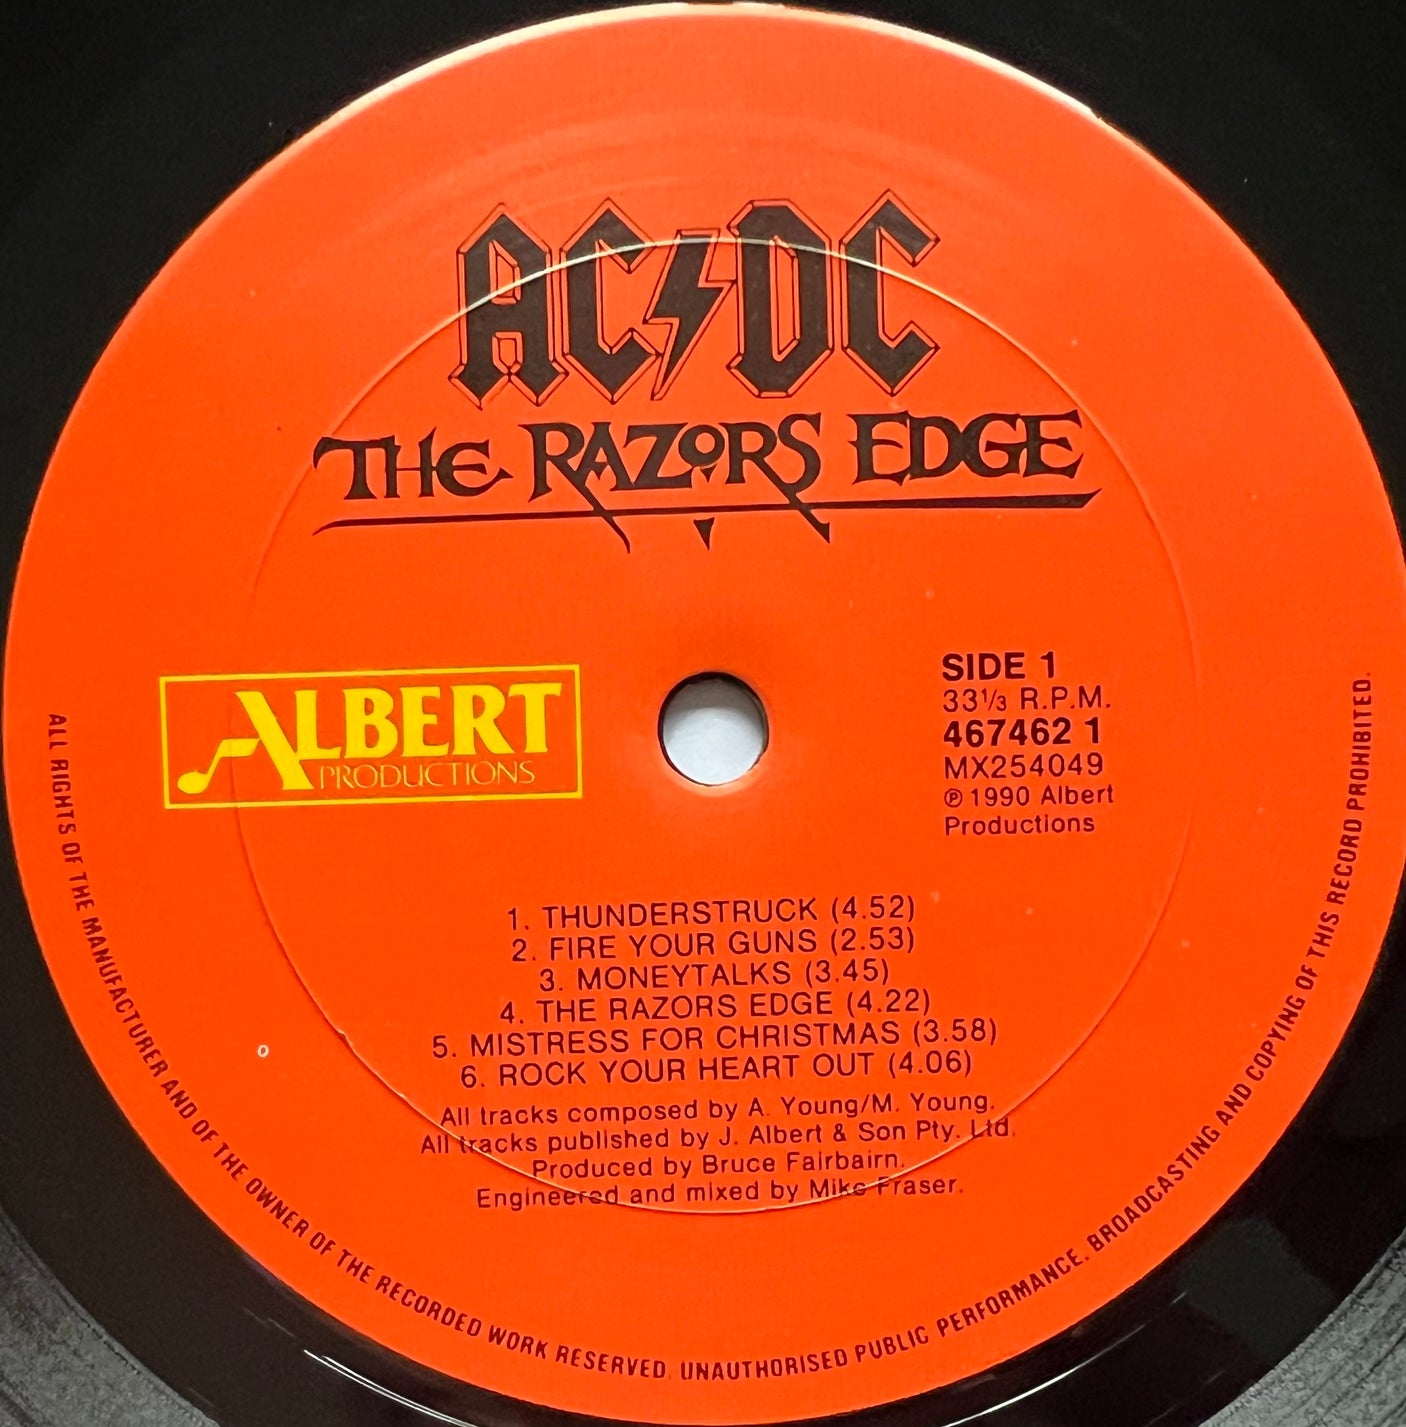 AC/DC
THE RAZORS EDGE
ALBERT
PRODUCTIONS
SIDE 1
33⅓ R.P.M.
467462 1
MX254049
℗ 1990 Albert
Productions
1. THUNDERSTRUCK (4.52)
2. FIRE YOUR GUNS (2.53)
3. MONEYTALKS (3.45)
4. THE RAZORS EDGE (4.22)
5. MISTRESS FOR CHRISTMAS (3.58)
6. ROCK YOUR HEART OUT (4.06)
All tracks composed by A. Young/M. Young.
All tracks published by J. Albert & Son Pty. Ltd.
Produced by Bruce Fairbairn.
Engineered and mixed by Mike Fraser.
ALL RIGHTS OF THE MANUFACTURER AND OF THE OWNER OF THE RECORDED WORK RESERVED. UNAUTHORISED PUBLIC PERFORMANCE. BROADCASTING AND COPYING OF THIS RECORD PROHIBITED.